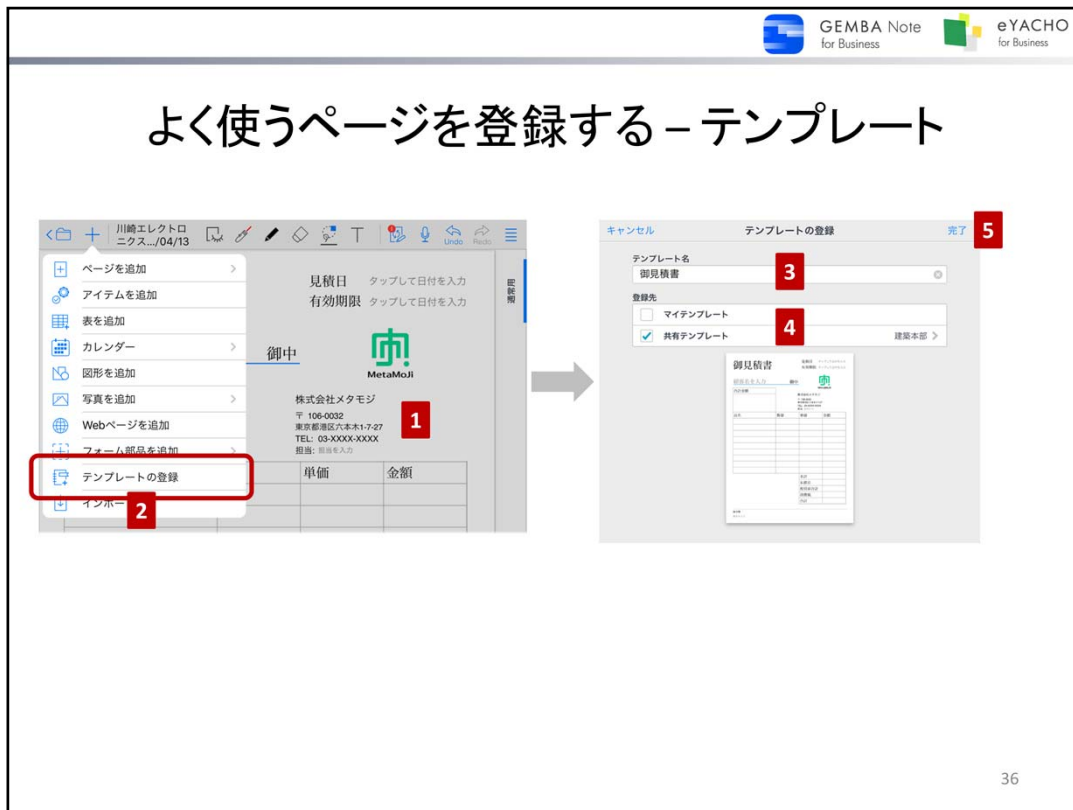 GEMBA Note
for Business
eYACHO
for Business
よく使うページを登録する – テンプレート
川崎エレクトロ
ニクス.../04/13
Undo
Redo
ページを追加
アイテムを追加
表を追加
カレンダー
図形を追加
写真を追加
Webページを追加
フォーム部品を追加
テンプレートの登録
インポー
2
見積日 タップして日付を入力
有効期限 タップして日付を入力
通常用
御中
MetaMoJi
株式会社メタモジ
〒 106-0032
東京都港区六本木1-7-27
TEL: 03-XXXX-XXXX
担当: 担当を入力
1
単価 金額
キャンセル テンプレートの登録 完了 5
テンプレート名
御見積書 3
登録先
マイテンプレート
共有テンプレート 4 建築本部
御見積書
御中
36